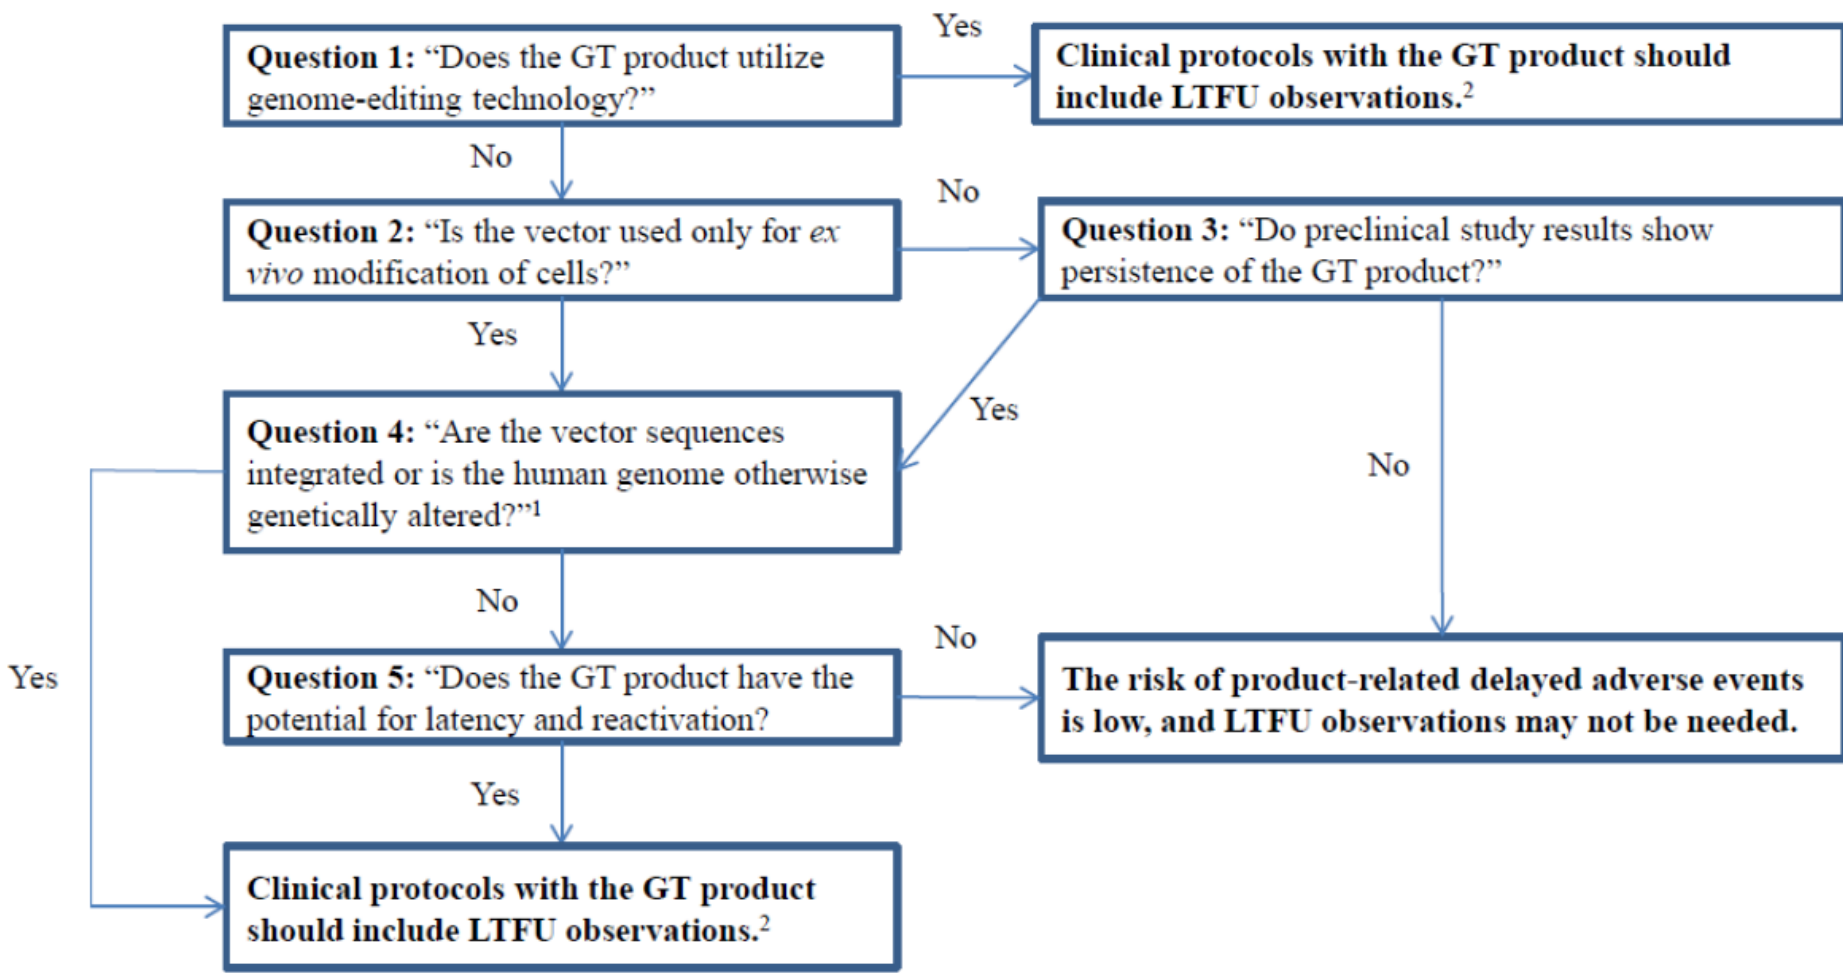 Question 1: “Does the GT product utilize
genome-editing technology?”
Yes
Clinical protocols with the GT product should
include LTFU observations.²
No
Question 2: “Is the vector used only for ex
vivo modification of cells?”
No
Question 3: “Do preclinical study results show
persistence of the GT product?”
Yes
Yes
No
Question 4: “Are the vector sequences
integrated or is the human genome otherwise
genetically altered?”¹
No
Yes
Question 5: “Does the GT product have the
potential for latency and reactivation?
No
The risk of product-related delayed adverse events
is low, and LTFU observations may not be needed.
Yes
Clinical protocols with the GT product
should include LTFU observations.²